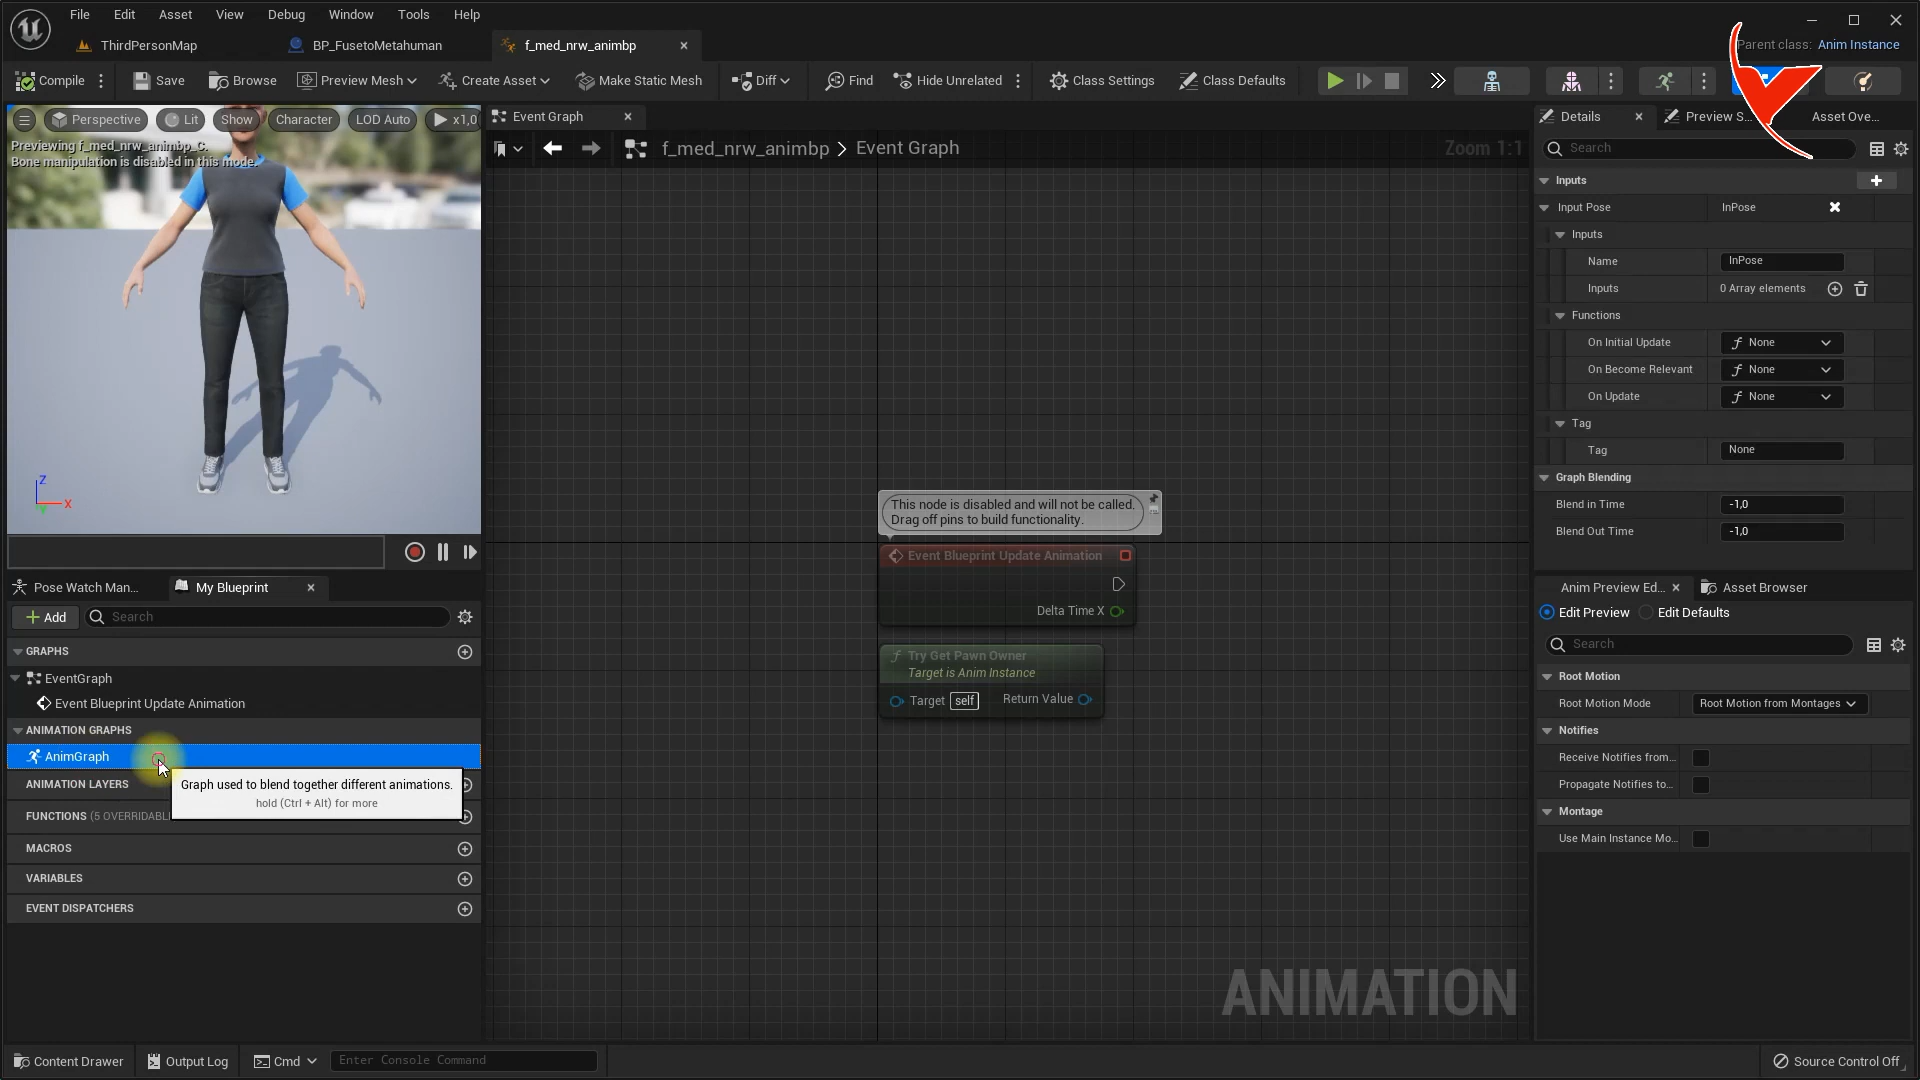 File Edit Asset View Debug Window Tools Help
ThirdPersonMap BP_FusetoMetahuman f_med_nrw_animbp
Parent class: Anim Instance
Compile Save Browse Preview Mesh Create Asset Make Static Mesh Diff Find Hide Unrelated Class Settings Class Defaults
Perspective Lit Show Character LOD Auto x1,0
Previewing f_med_nrw_animbp_C.
Bone manipulation is disabled in this mode.
Z
X
Event Graph
f_med_nrw_animbp > Event Graph
Zoom 1:1
This node is disabled and will not be called.
Drag off pins to build functionality.
Event Blueprint Update Animation
Delta Time X
Try Get Pawn Owner
Target is Anim Instance
Target self Return Value
ANIMATION
Pose Watch Man... My Blueprint
Add Search
GRAPHS
EventGraph
Event Blueprint Update Animation
ANIMATION GRAPHS
AnimGraph
Graph used to blend together different animations.
hold (Ctrl + Alt) for more
ANIMATION LAYERS
FUNCTIONS (5 OVERRIDABL
MACROS
VARIABLES
EVENT DISPATCHERS
Details Preview S... Asset Ove...
Search
Inputs
Input Pose InPose
Inputs
Name InPose
Inputs 0 Array elements
Functions
On Initial Update None
On Become Relevant None
On Update None
Tag
Tag None
Graph Blending
Blend in Time -1,0
Blend Out Time -1,0
Anim Preview Ed... Asset Browser
Edit Preview Edit Defaults
Search
Root Motion
Root Motion Mode Root Motion from Montages
Notifies
Receive Notifies from...
Propagate Notifies to...
Montage
Use Main Instance Mo...
Content Drawer Output Log Cmd Enter Console Command
Source Control Off